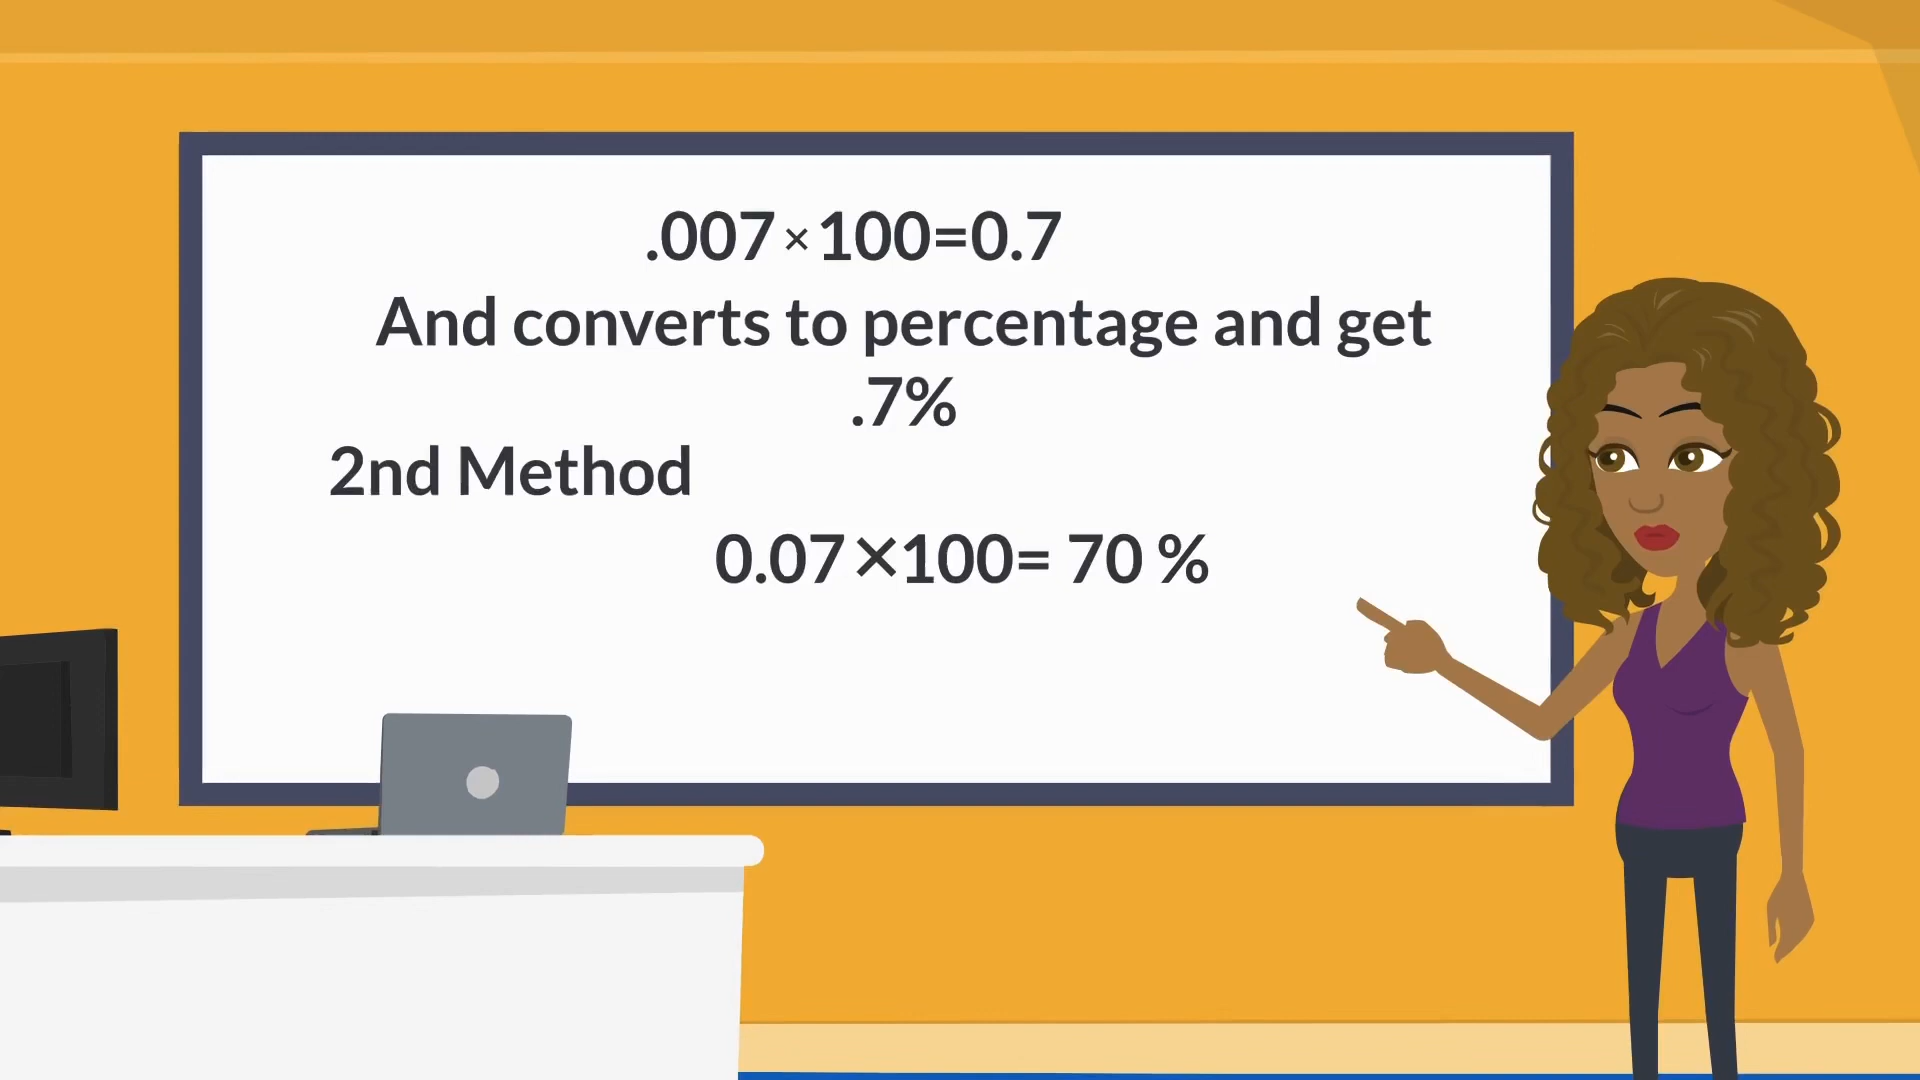 .007×100=0.7
And converts to percentage and get
.7%
2nd Method
0.07×100= 70 %